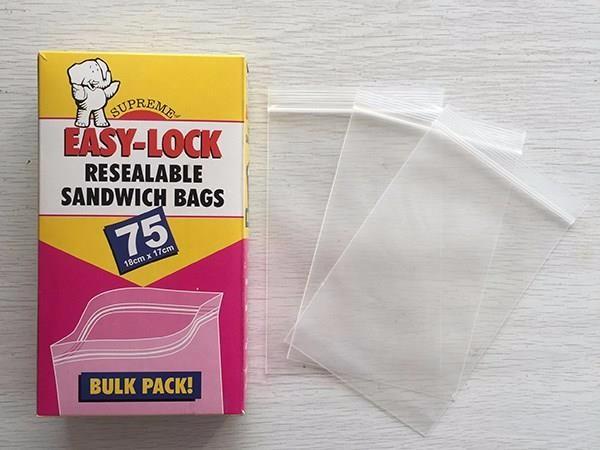 SUPREME
EASY-LOCK
RESEALABLE
SANDWICH BAGS
75
18cm x 17cm
BULK PACK!